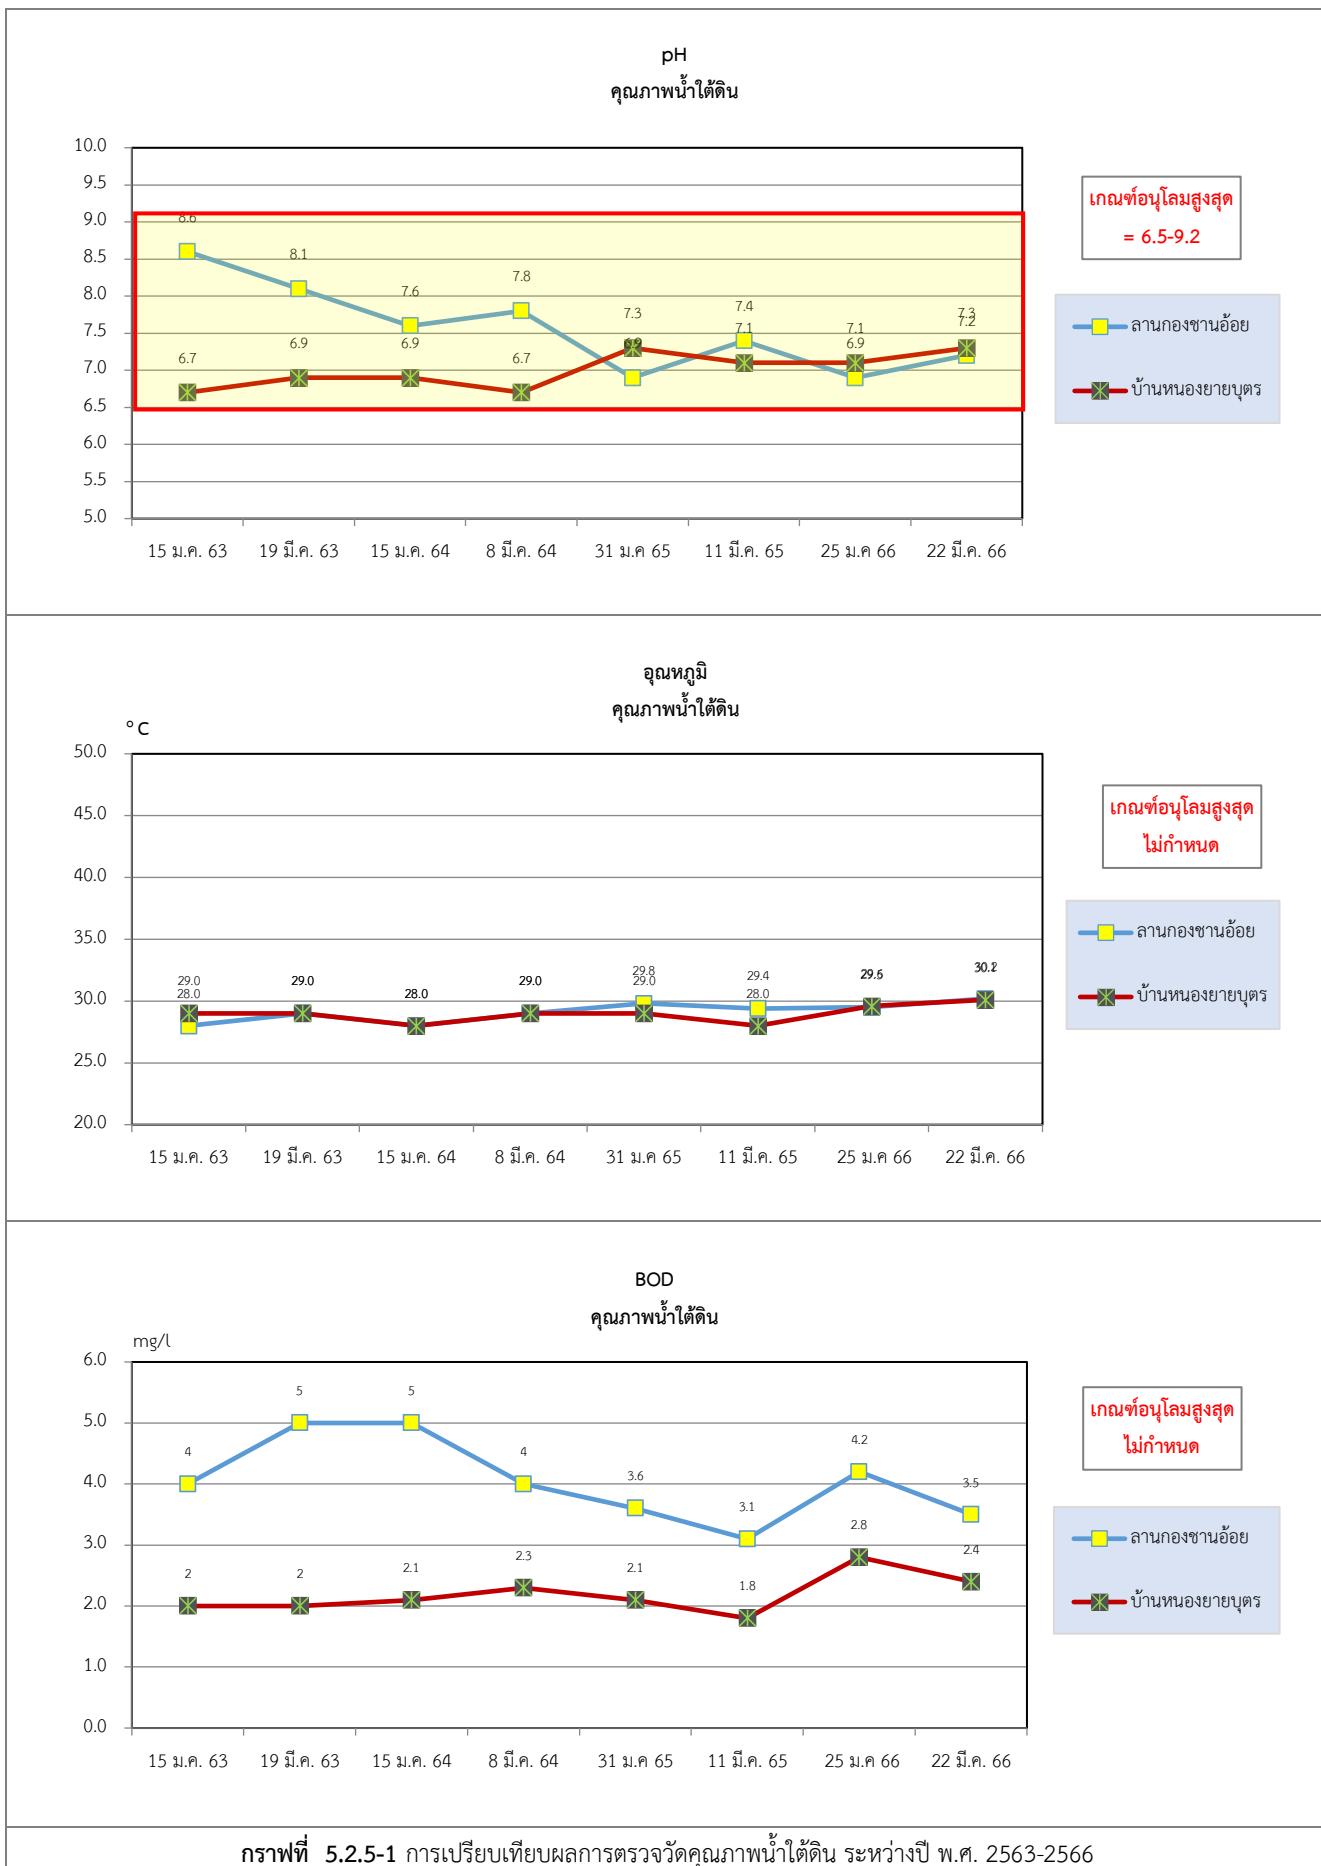 pH
คุณภาพน้ำใต้ดิน
10.0
9.5
9.0
8.5
8.0
7.5
7.0
6.5
6.0
5.5
5.0
8.6
8.1
7.6
7.8
6.9
7.4
6.9
7.2
6.7
6.9
6.9
6.7
7.3
7.1
7.1
7.3
15 ม.ค. 63
19 มี.ค. 63
15 ม.ค. 64
8 มี.ค. 64
31 ม.ค 65
11 มี.ค. 65
25 ม.ค 66
22 มี.ค. 66
เกณฑ์อนุโลมสูงสุด
= 6.5-9.2
ลานกองชานอ้อย
บ้านหนองยายบุตร
อุณหภูมิ
คุณภาพน้ำใต้ดิน
°C
50.0
45.0
40.0
35.0
30.0
25.0
20.0
29.0
28.0
29.0
29.0
28.0
28.0
29.0
29.0
29.8
29.0
29.4
28.0
29.5
29.6
30.2
30.1
15 ม.ค. 63
19 มี.ค. 63
15 ม.ค. 64
8 มี.ค. 64
31 ม.ค 65
11 มี.ค. 65
25 ม.ค 66
22 มี.ค. 66
เกณฑ์อนุโลมสูงสุด
ไม่กำหนด
ลานกองชานอ้อย
บ้านหนองยายบุตร
BOD
คุณภาพน้ำใต้ดิน
mg/l
6.0
5.0
4.0
3.0
2.0
1.0
0.0
4
5
5
4
3.6
3.1
4.2
3.5
2
2
2.1
2.3
2.1
1.8
2.8
2.4
15 ม.ค. 63
19 มี.ค. 63
15 ม.ค. 64
8 มี.ค. 64
31 ม.ค 65
11 มี.ค. 65
25 ม.ค 66
22 มี.ค. 66
เกณฑ์อนุโลมสูงสุด
ไม่กำหนด
ลานกองชานอ้อย
บ้านหนองยายบุตร
กราฟที่ 5.2.5-1 การเปรียบเทียบผลการตรวจวัดคุณภาพน้ำใต้ดิน ระหว่างปี พ.ศ. 2563-2566